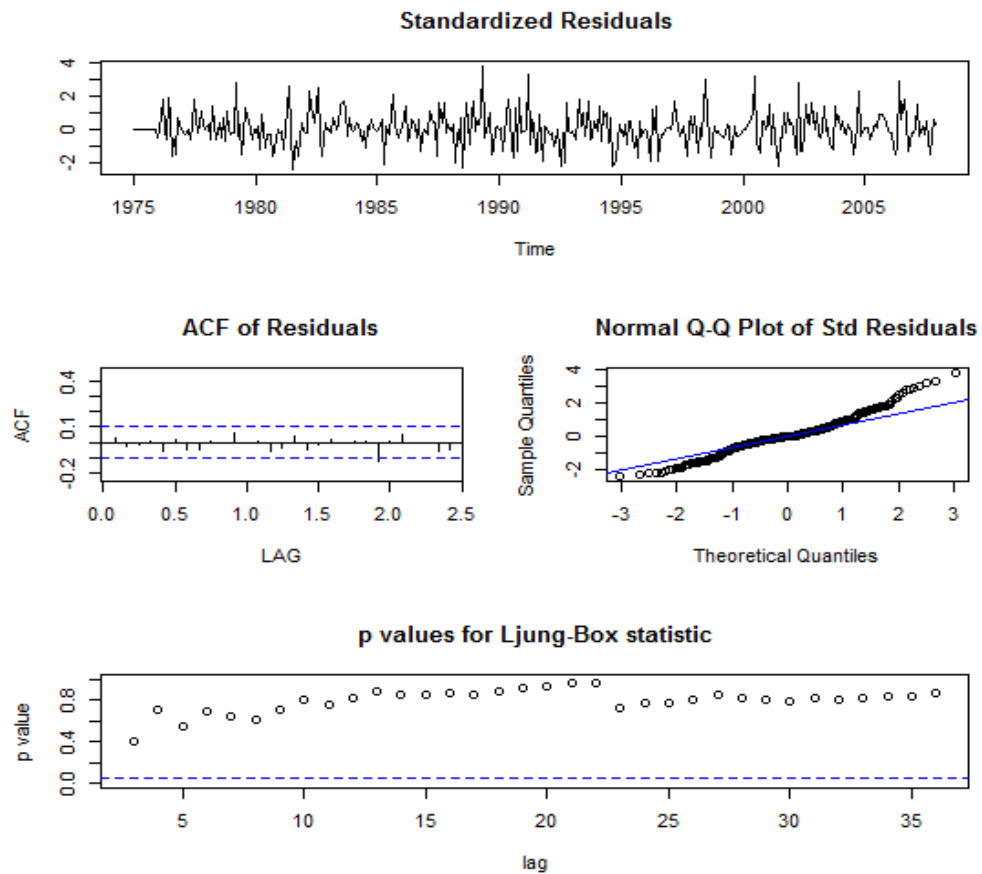 Standardized Residuals
4
2
0
-2
1975 1980 1985 1990 1995 2000 2005
Time
ACF of Residuals
ACF
0.4
0.1
-0.2
0.0 0.5 1.0 1.5 2.0 2.5
LAG
Normal Q-Q Plot of Std Residuals
Sample Quantiles
4
2
0
-2
-3 -2 -1 0 1 2 3
Theoretical Quantiles
p values for Ljung-Box statistic
p value
0.8
0.4
0.0
5 10 15 20 25 30 35
lag